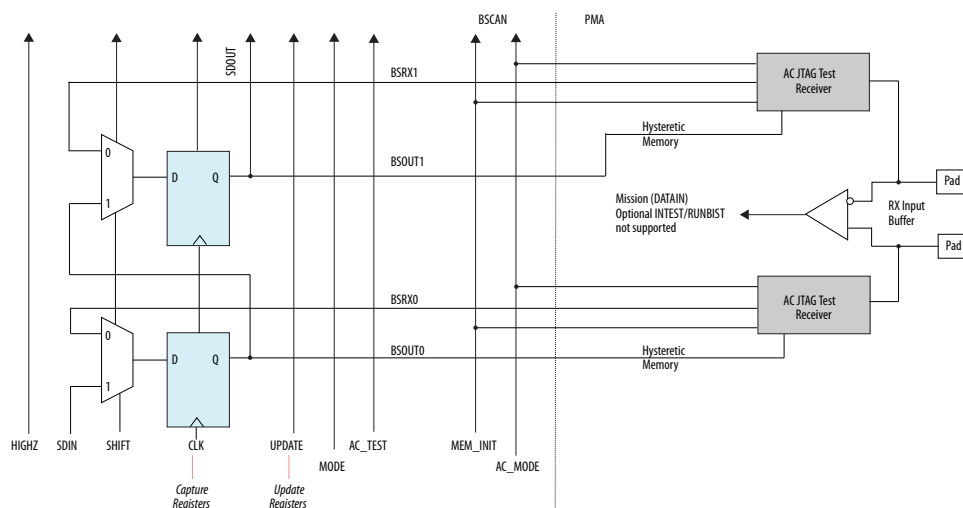 BSCAN
PMA
SDOUT
BSRX1
AC JTAG Test
Receiver
0
Hysteretic
Memory
BSOUT1
D
Q
Pad
1
Mission (DATAIN)
Optional INTEST/RUNBIST
not supported
RX Input
Buffer
Pad
BSRX0
AC JTAG Test
Receiver
0
D
Q
BSOUT0
Hysteretic
Memory
1
HIGHZ
SDIN
SHIFT
CLK
UPDATE
AC_TEST
MEM_INIT
MODE
AC_MODE
Capture
Registers
Update
Registers